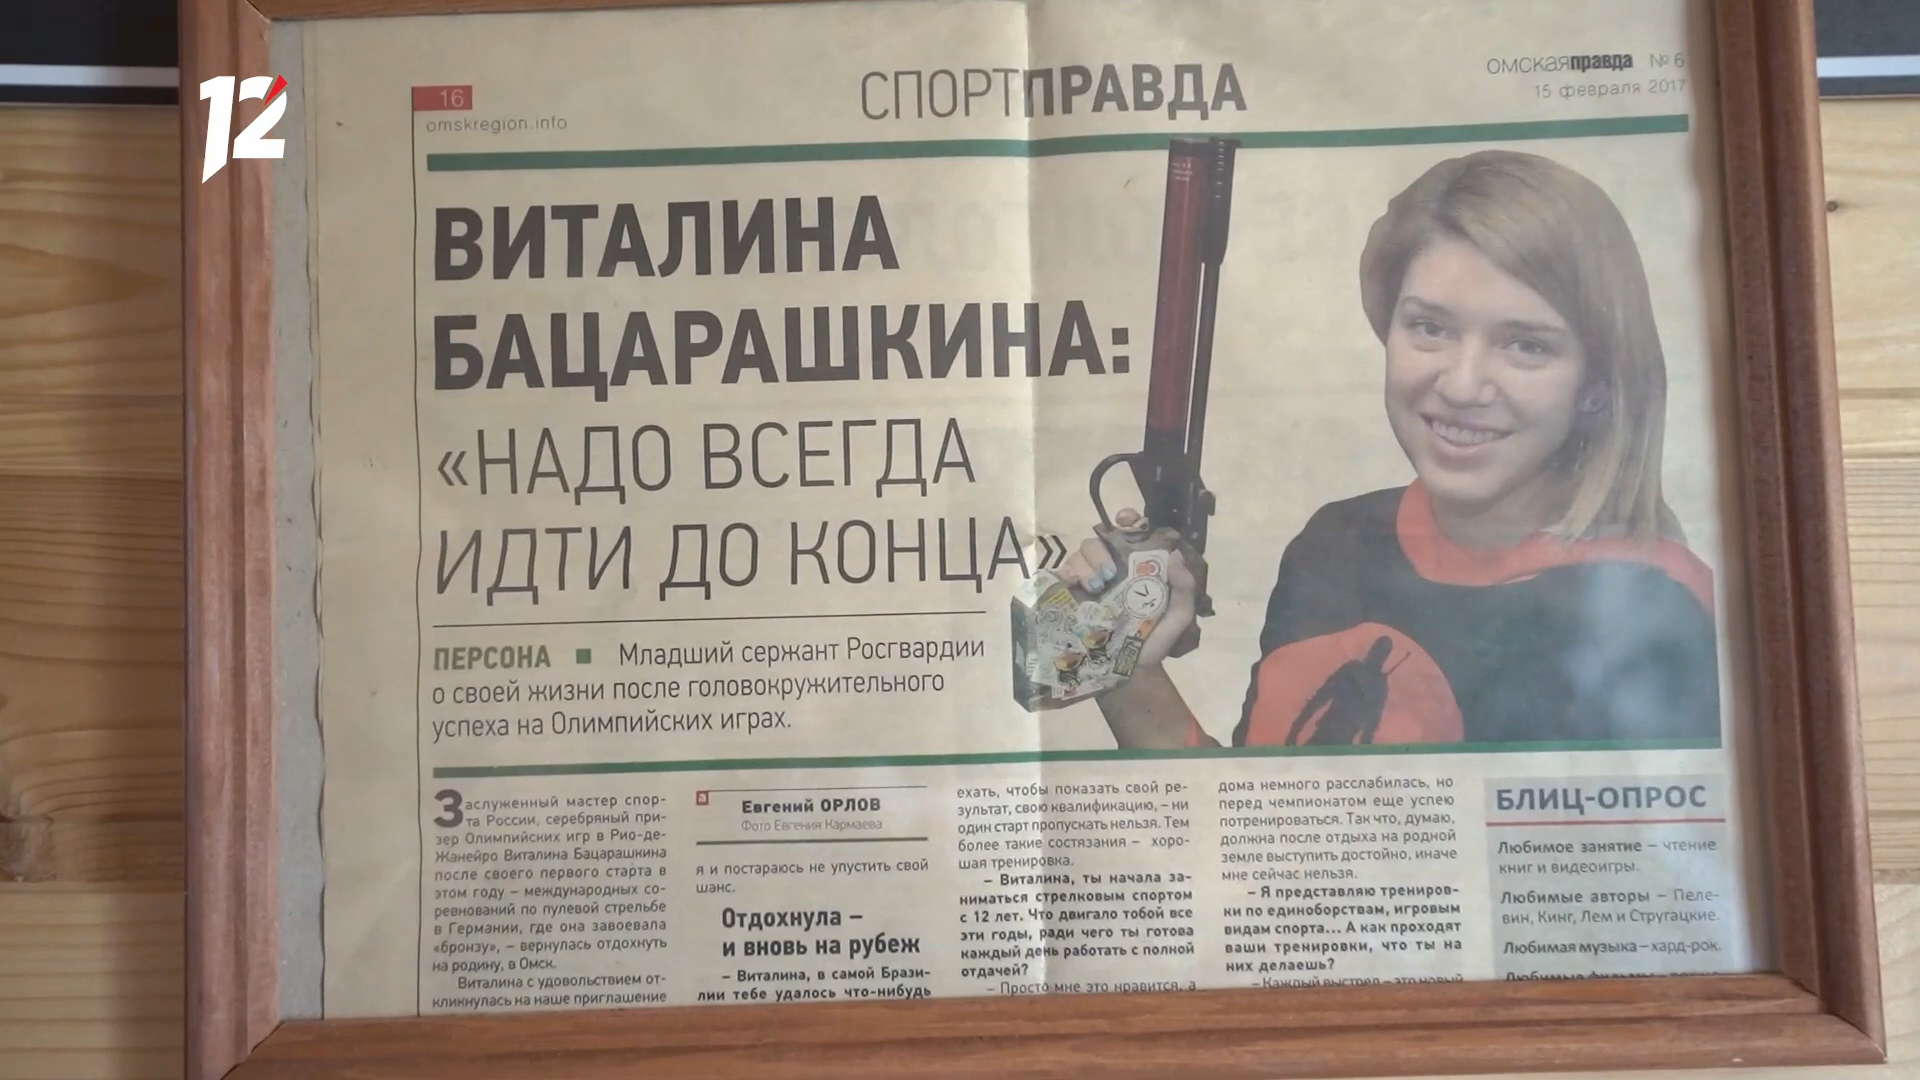 12
16
omskregion.info
СПОРТПРАВДА
ОМСКАЯправда № 6
15 февраля 2017
ВИТАЛИНА
БАЦАРАШКИНА:
«НАДО ВСЕГДА
ИДТИ ДО КОНЦА»
ПЕРСОНА ■ Младший сержант Росгвардии
о своей жизни после головокружительного
успеха на Олимпийских играх.
Заслуженный мастер спор-
та России, серебряный при-
зер Олимпийских игр в Рио-де-
Жанейро Виталина Бацарашкина
после своего первого старта в
этом году – международных со-
ревнований по пулевой стрельбе
в Германии, где она завоевала
«бронзу», – вернулась отдохнуть
на родину, в Омск.
Виталина с удовольствием от-
кликнулась на наше приглашение
Евгений ОРЛОВ
Фото Евгения Кармаева
я и постараюсь не упустить свой
шанс.
Отдохнула –
и вновь на рубеж
– Виталина, в самой Брази-
лии тебе удалось что-нибудь
ехать, чтобы показать свой ре-
зультат, свою квалификацию, – ни
один старт пропускать нельзя. Тем
более такие состязания – хоро-
шая тренировка.
– Виталина, ты начала за-
ниматься стрелковым спортом
с 12 лет. Что двигало тобой все
эти годы, ради чего ты готова
каждый день работать с полной
отдачей?
– Просто мне это нравится, а
дома немного расслабилась, но
перед чемпионатом еще успею
потренироваться. Так что, думаю,
должна после отдыха на родной
земле выступить достойно, иначе
мне сейчас нельзя.
– Я представляю трениров-
ки по единоборствам, игровым
видам спорта... А как проходят
ваши тренировки, что ты на
них делаешь?
– Каждый выстрел – это новый
БЛИЦ-ОПРОС
Любимое занятие – чтение
книг и видеоигры.
Любимые авторы – Пеле-
вин, Кинг, Лем и Стругацкие.
Любимая музыка – хард-рок.
Любимые фильмы –